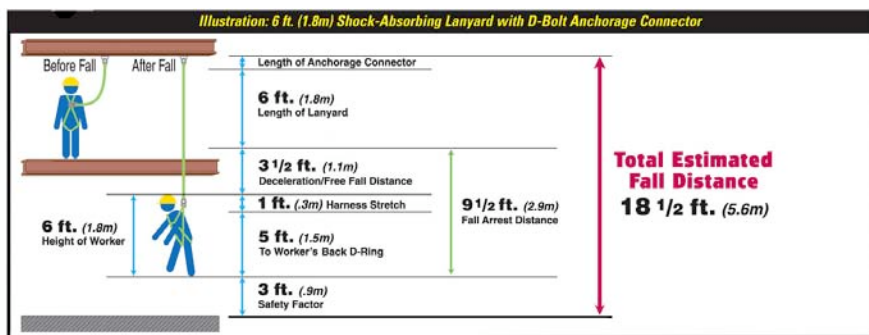 Illustration: 6 ft. (1.8m) Shock-Absorbing Lanyard with D-Bolt Anchorage Connector
Before Fall
After Fall
Length of Anchorage Connector
6 ft. (1.8m)
Length of Lanyard
3 1/2 ft. (1.1m)
Deceleration/Free Fall Distance
1 ft. (.3m) Harness Stretch
6 ft. (1.8m)
Height of Worker
5 ft. (1.5m)
To Worker's Back D-Ring
9 1/2 ft. (2.9m)
Fall Arrest Distance
3 ft. (.9m)
Safety Factor
Total Estimated
Fall Distance
18 1/2 ft. (5.6m)